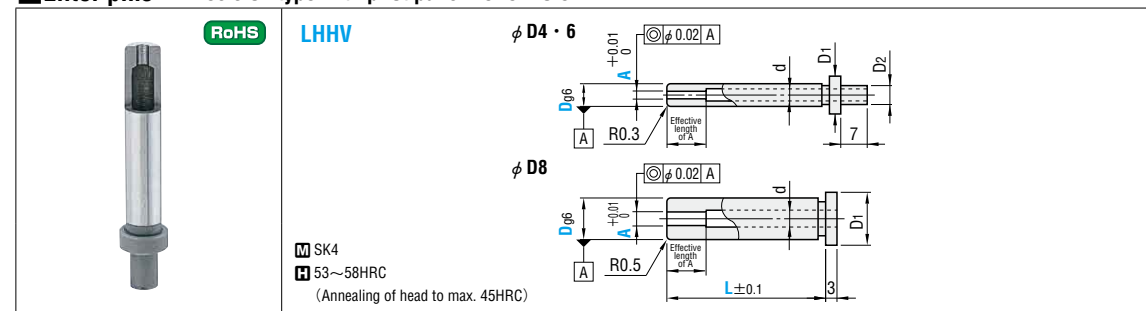 RoHS
LHHV
φ D4・6
◎ φ 0.02 A
A +0.01 0
d
D1
D2
Dg6
A
R0.3
Effective length of A
7
φ D8
◎ φ 0.02 A
A +0.01 0
d
D1
Dg6
A
R0.5
Effective length of A
L±0.1
3
M SK4
H 53～58HRC
（Annealing of head to max. 45HRC）